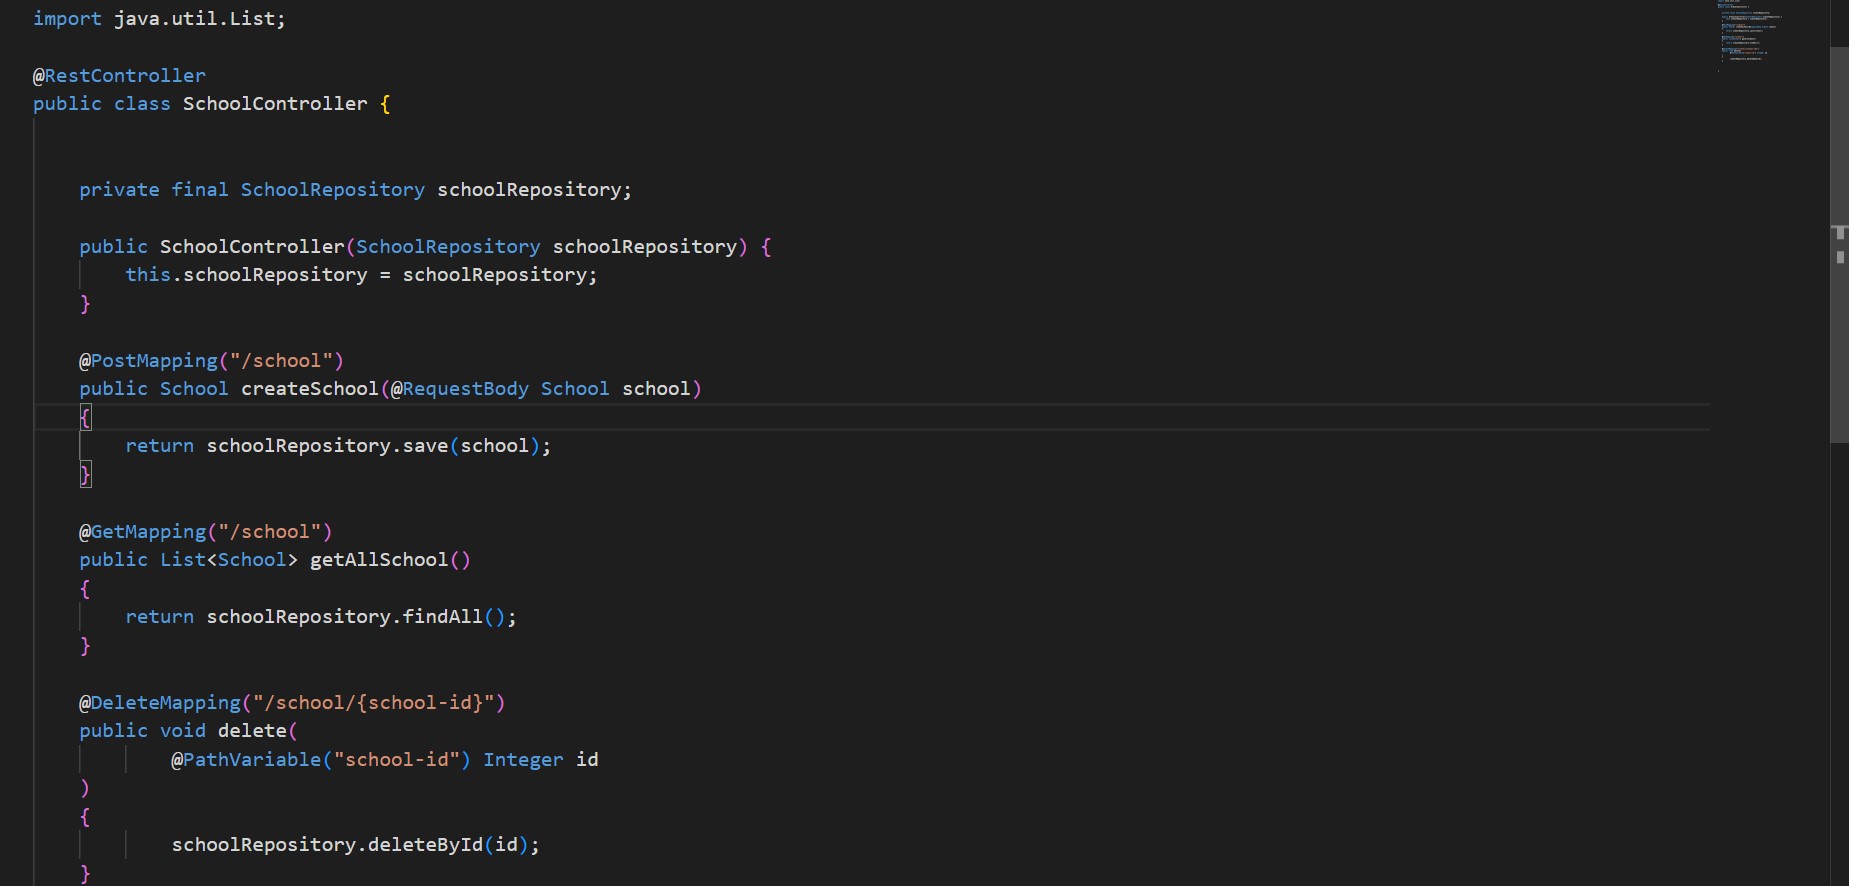 import java.util.List;
@RestController
public class SchoolController {
private final SchoolRepository schoolRepository;
public SchoolController(SchoolRepository schoolRepository) {
this.schoolRepository = schoolRepository;
}
@PostMapping("/school")
public School createSchool(@RequestBody School school)
{
return schoolRepository.save(school);
}
@GetMapping("/school")
public List<School> getAllSchool()
{
return schoolRepository.findAll();
}
@DeleteMapping("/school/{school-id}")
public void delete(
@PathVariable("school-id") Integer id
)
{
schoolRepository.deleteById(id);
}